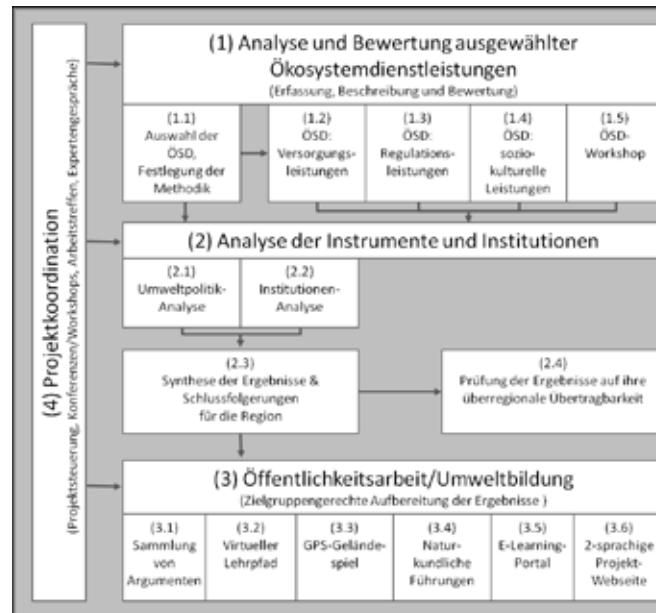 (4) Projektkoordination
(Projektsteuerung, Konferenzen/Workshops, Arbeitstreffen, Expertengespräche)
(1) Analyse und Bewertung ausgewählter
Ökosystemdienstleistungen
(Erfassung, Beschreibung und Bewertung)
(1.1)
Auswahl der
ÖSD,
Festlegung der
Methodik
(1.2)
ÖSD:
Versorgungs-
leistungen
(1.3)
ÖSD:
Regulations-
leistungen
(1.4)
ÖSD:
sozio-
kulturelle
Leistungen
(1.5)
ÖSD-
Workshop
(2) Analyse der Instrumente und Institutionen
(2.1)
Umweltpolitik-
Analyse
(2.2)
Institutionen-
Analyse
(2.3)
Synthese der Ergebnisse &
Schlussfolgerungen
für die Region
(2.4)
Prüfung der Ergebnisse auf ihre
überregionale Übertragbarkeit
(3) Öffentlichkeitsarbeit/Umweltbildung
(Zielgruppengerechte Aufbereitung der Ergebnisse )
(3.1)
Sammlung
von
Argumenten
(3.2)
Virtueller
Lehrpfad
(3.3)
GPS-Gelände-
spiel
(3.4)
Natur-
kundliche
Führungen
(3.5)
E-Learning-
Portal
(3.6)
2-sprachige
Projekt-
Webseite